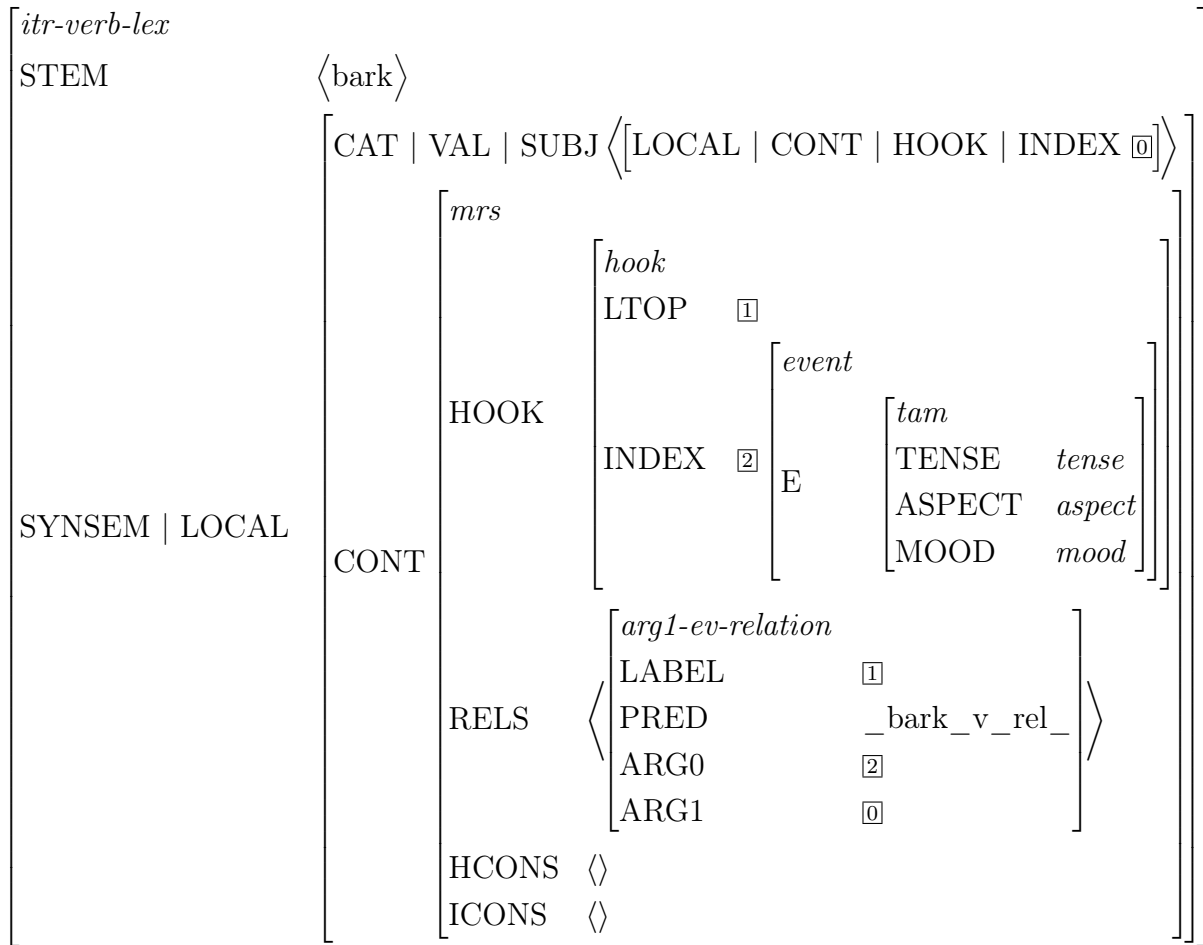 itr-verb-lex
STEM ⟨bark⟩
CAT | VAL | SUBJ ⟨[LOCAL | CONT | HOOK | INDEX 0]⟩
mrs
hook
LTOP 1
event
HOOK
tam
INDEX 2
E
TENSE tense
ASPECT aspect
MOOD mood
SYNSEM | LOCAL
CONT
arg1-ev-relation
LABEL 1
RELS ⟨PRED _bark_v_rel_⟩
ARG0 2
ARG1 0
HCONS ⟨⟩
ICONS ⟨⟩